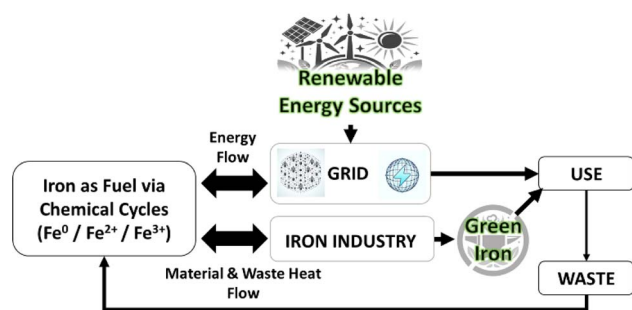 Renewable
Energy Sources
Energy
Flow
GRID
USE
Iron as Fuel via
Chemical Cycles
(Fe⁰ / Fe²⁺ / Fe³⁺)
IRON INDUSTRY
Green
Iron
Material & Waste Heat
Flow
WASTE